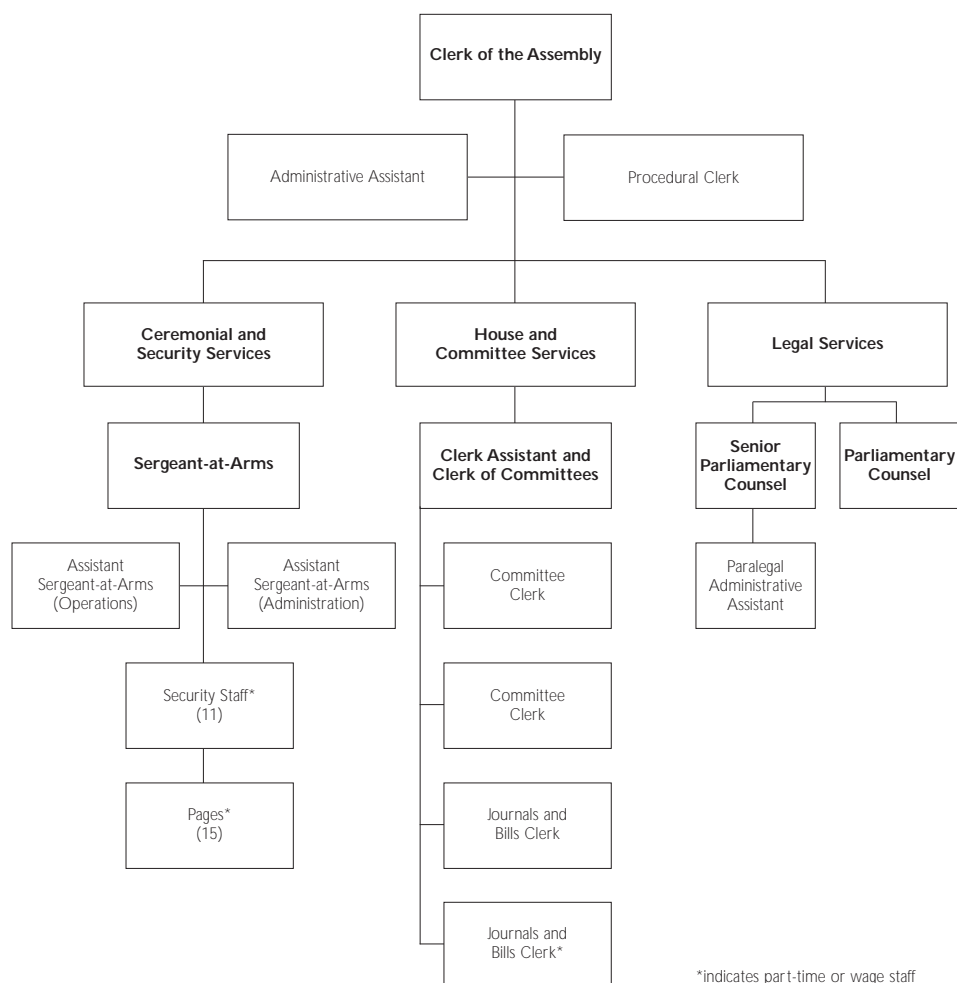 Clerk of the Assembly
Administrative Assistant
Procedural Clerk
Ceremonial and
Security Services
House and
Committee Services
Legal Services
Sergeant-at-Arms
Clerk Assistant and
Clerk of Committees
Senior
Parliamentary
Counsel
Parliamentary
Counsel
Assistant
Sergeant-at-Arms
(Operations)
Assistant
Sergeant-at-Arms
(Administration)
Committee
Clerk
Paralegal
Administrative
Assistant
Security Staff*
(11)
Committee
Clerk
Pages*
(15)
Journals and
Bills Clerk
Journals and
Bills Clerk*
*indicates part-time or wage staff